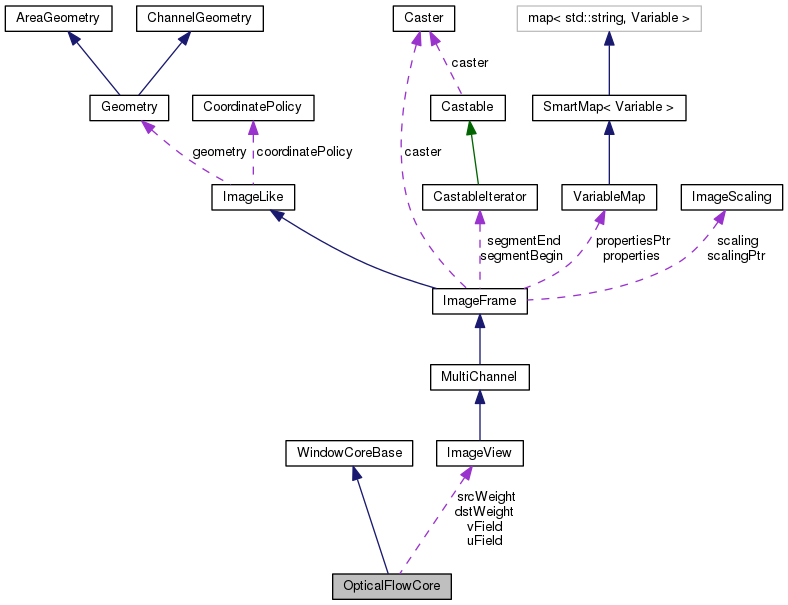 AreaGeometry
ChannelGeometry
Caster
map< std::string, Variable >
caster
Geometry
CoordinatePolicy
Castable
SmartMap< Variable >
geometry
coordinatePolicy
caster
ImageLike
CastableIterator
VariableMap
ImageScaling
segmentEnd
segmentBegin
propertiesPtr
properties
scaling
scalingPtr
ImageFrame
MultiChannel
WindowCoreBase
ImageView
srcWeight
dstWeight
vField
uField
OpticalFlowCore